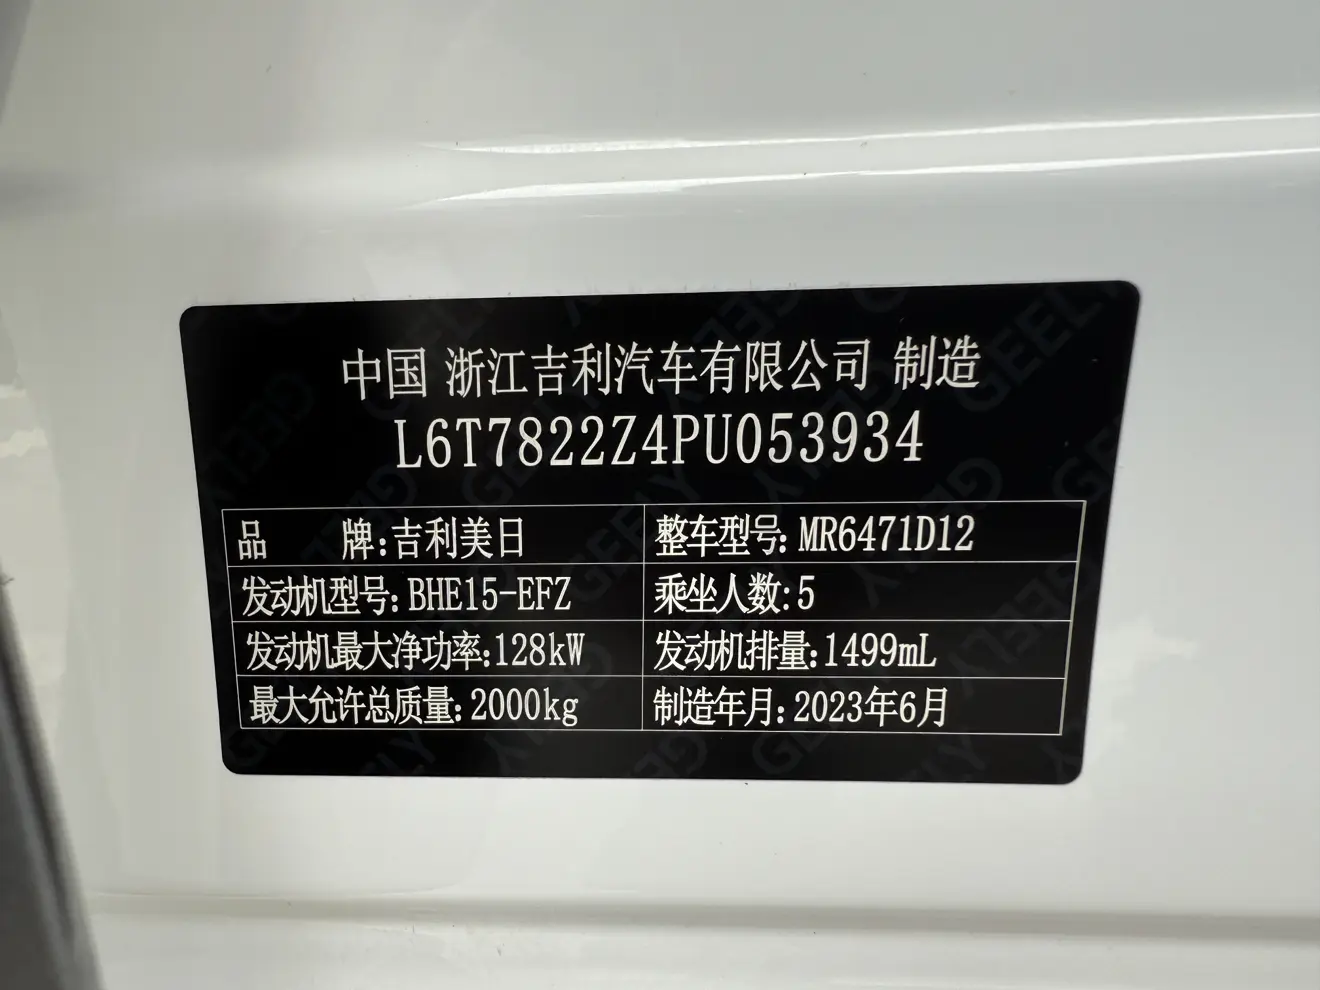 中国 浙江吉利汽车有限公司 制造
L6T7822Z4PU053934
品 牌:吉利美日 整车型号:MR6471D12
发动机型号:BHE15-EFZ 乘坐人数:5
发动机最大净功率:128kW 发动机排量:1499mL
最大允许总质量:2000kg 制造年月:2023年6月
GEELY